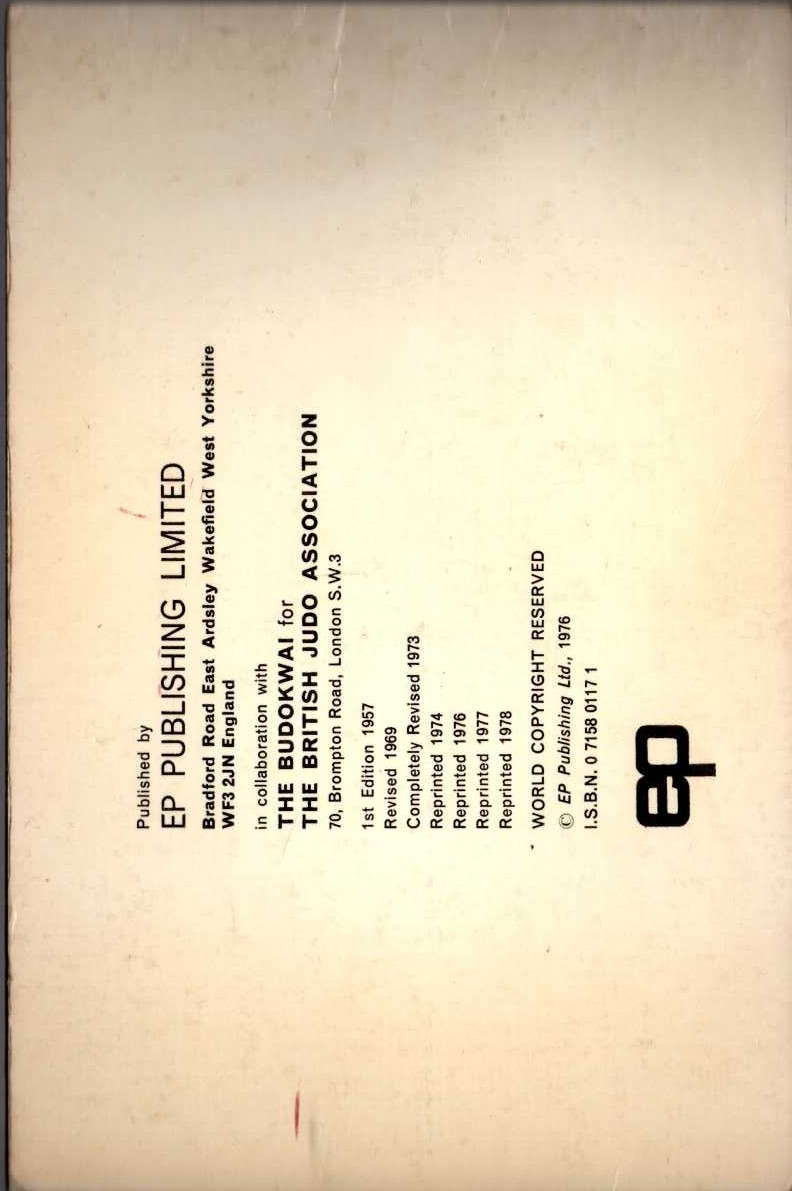 Published by
EP PUBLISHING LIMITED
Bradford Road East Ardsley Wakefield West Yorkshire
WF3 2JN England
in collaboration with
THE BUDOKWAI for
THE BRITISH JUDO ASSOCIATION
70, Brompton Road, London S.W.3
1st Edition 1957
Revised 1969
Completely Revised 1973
Reprinted 1974
Reprinted 1976
Reprinted 1977
Reprinted 1978
WORLD COPYRIGHT RESERVED
© EP Publishing Ltd., 1976
I.S.B.N. 0 7158 0117 1
ep